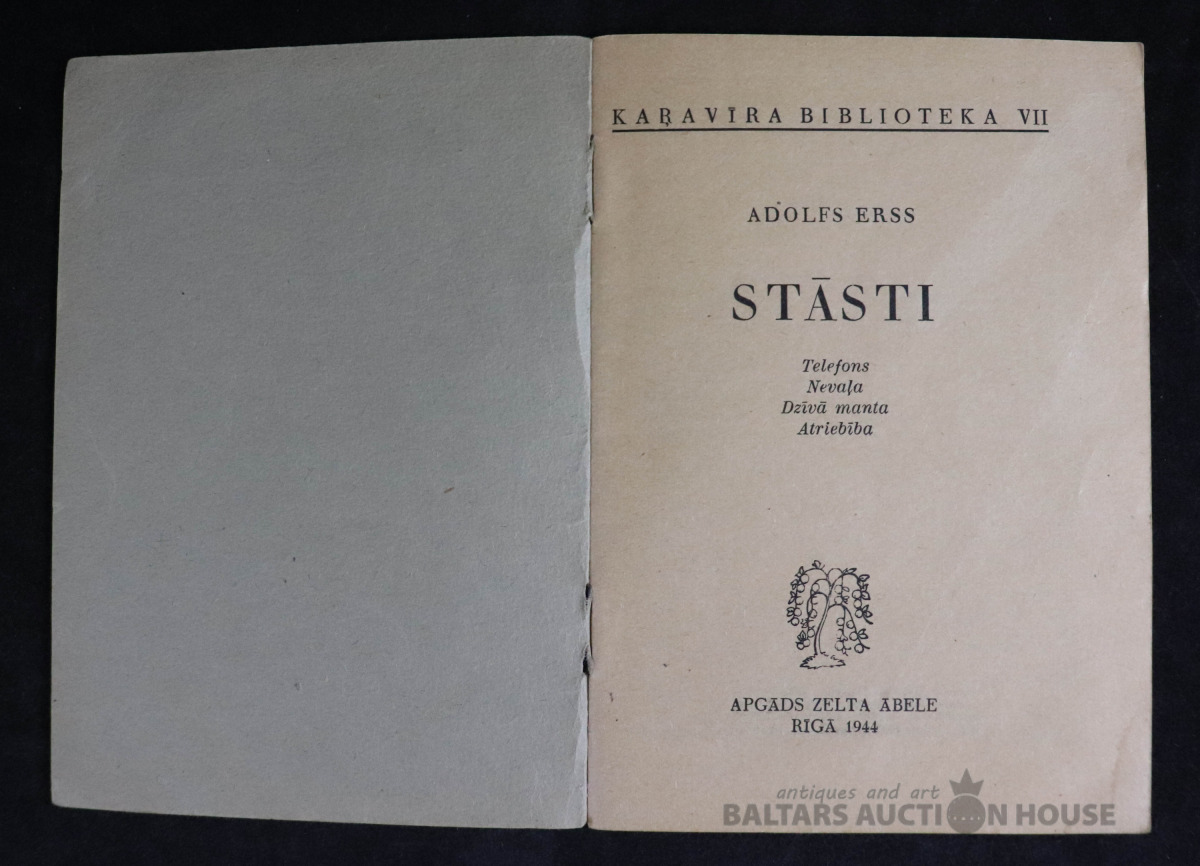 KAŖAVĪRA BIBLIOTEKA VII
ADOLFS ERSS
STĀSTI
Telefons
Nevaļa
Dzīvā manta
Atriebība
APGĀDS ZELTA ĀBELE
RĪGĀ 1944
antiques and art
BALTARS AUCTION HOUSE